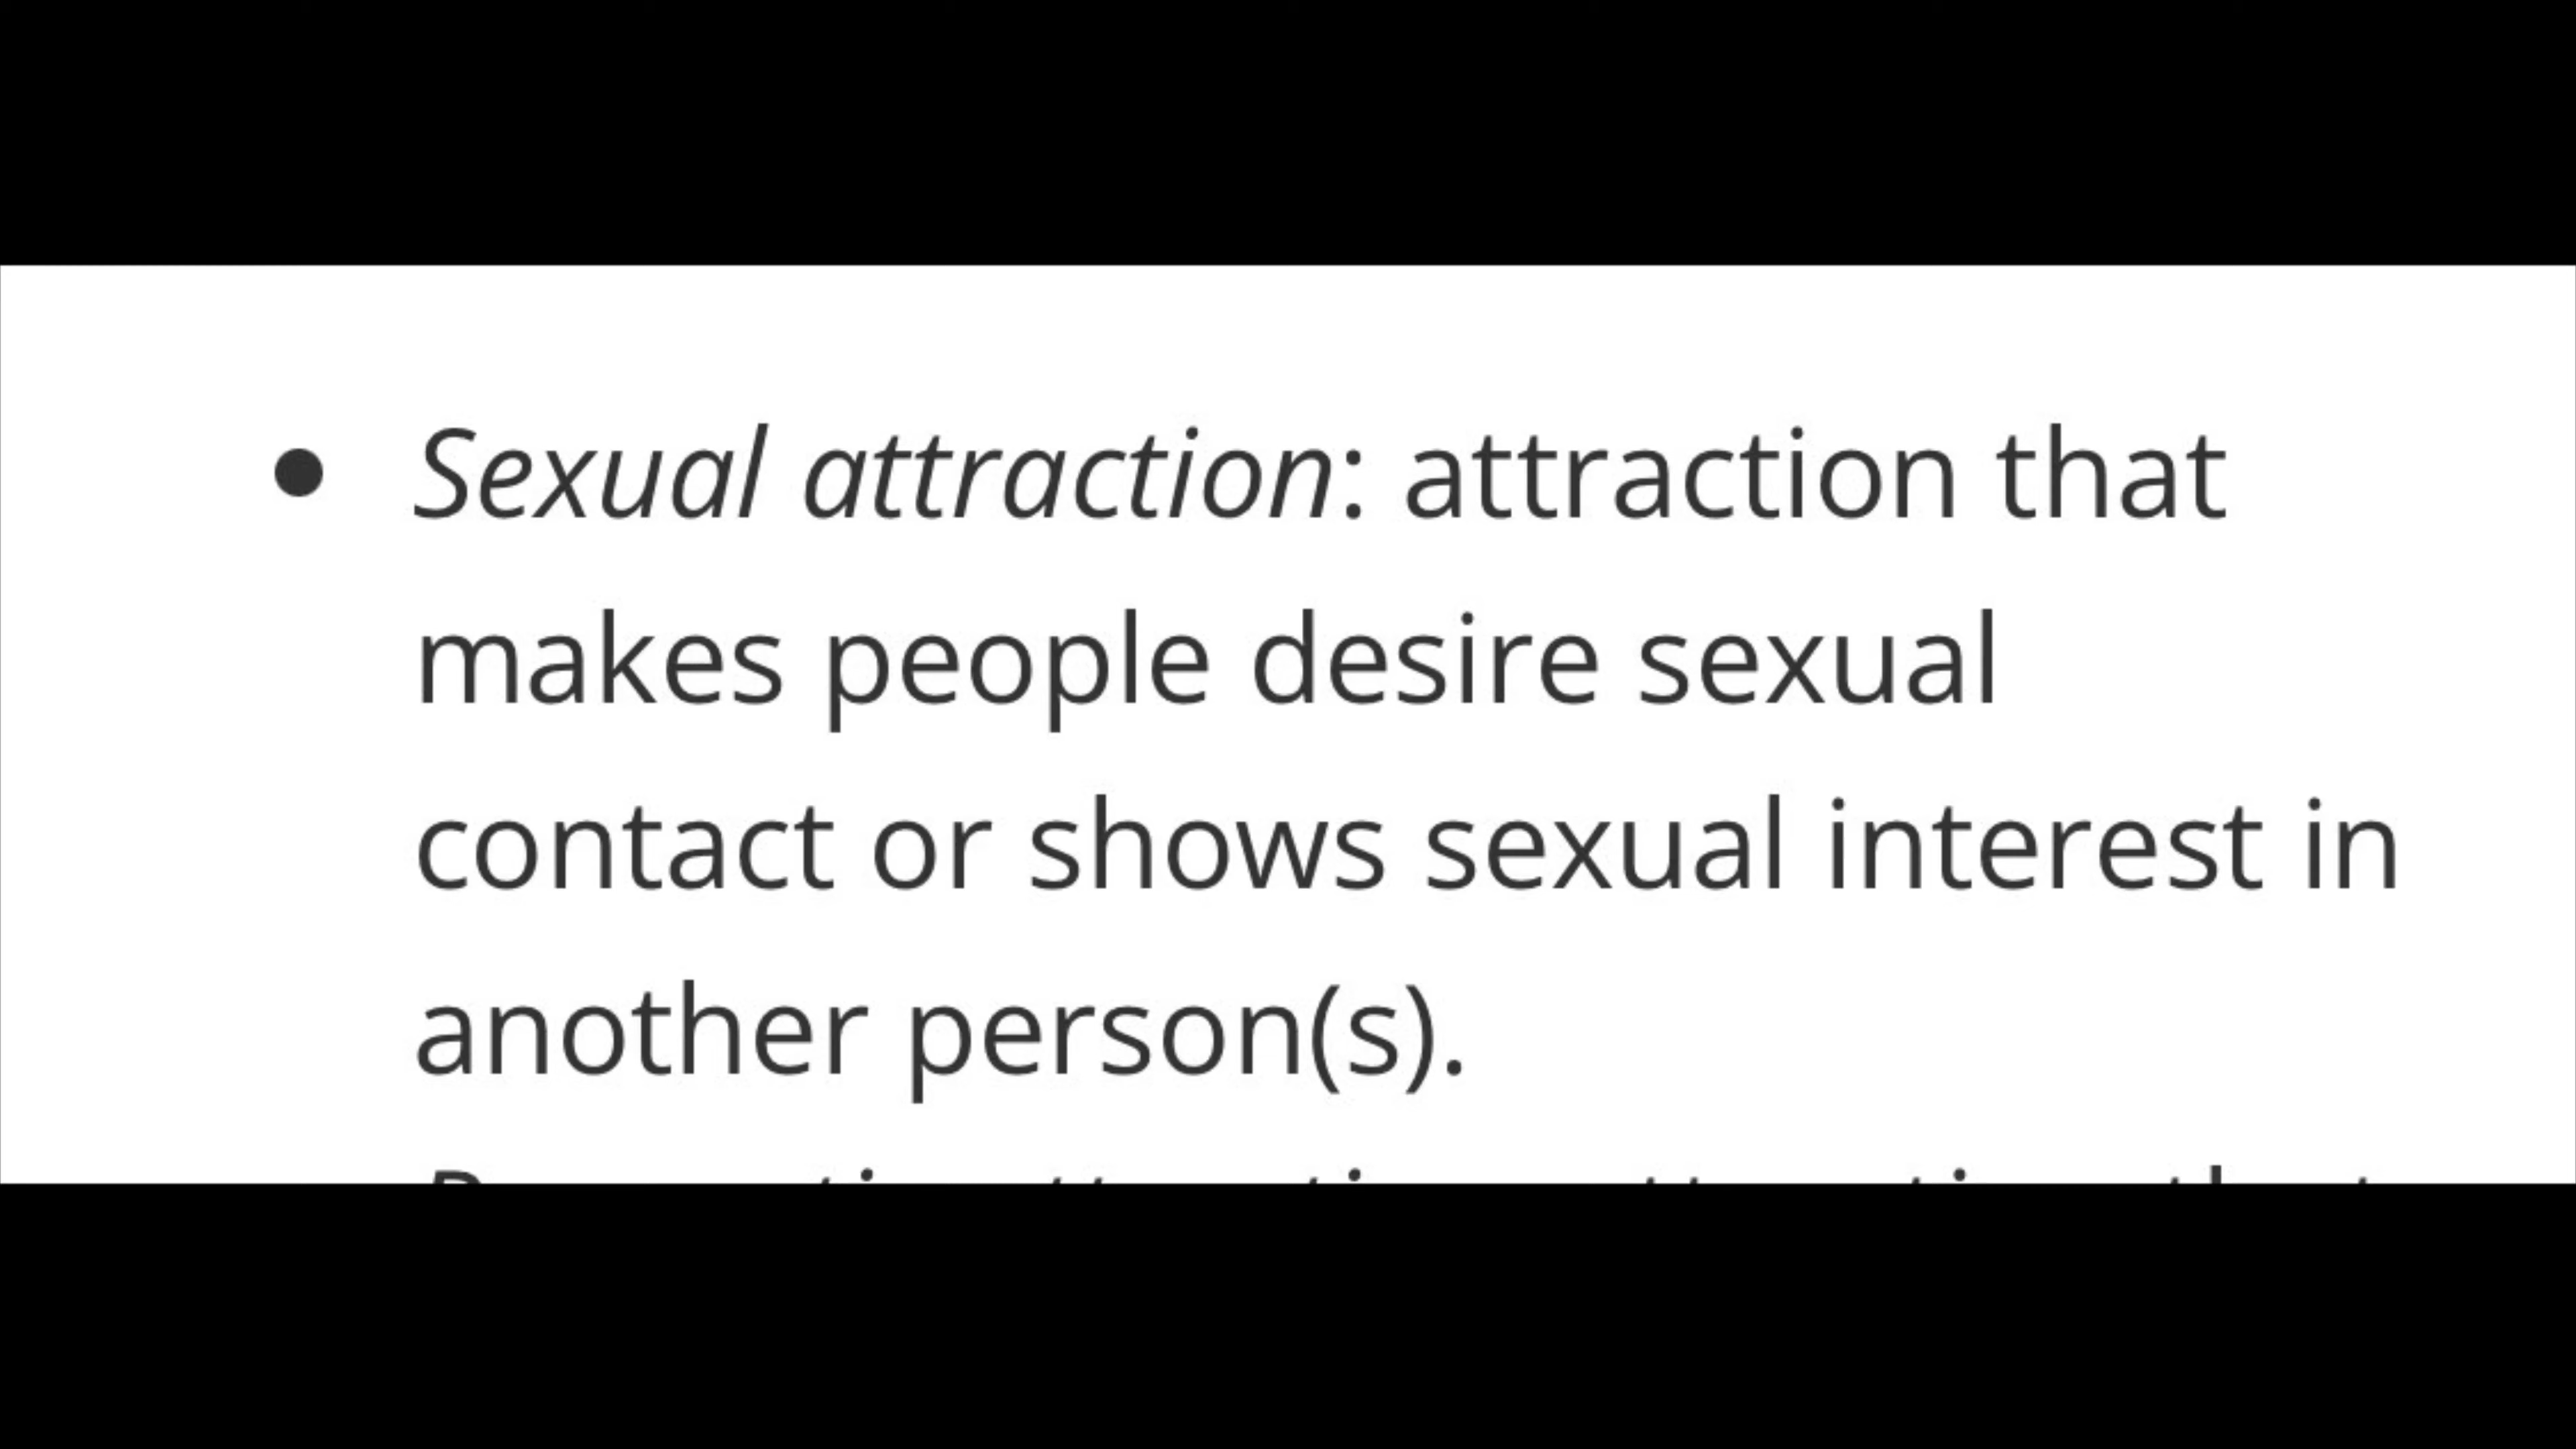 • Sexual attraction: attraction that
makes people desire sexual
contact or shows sexual interest in
another person(s).